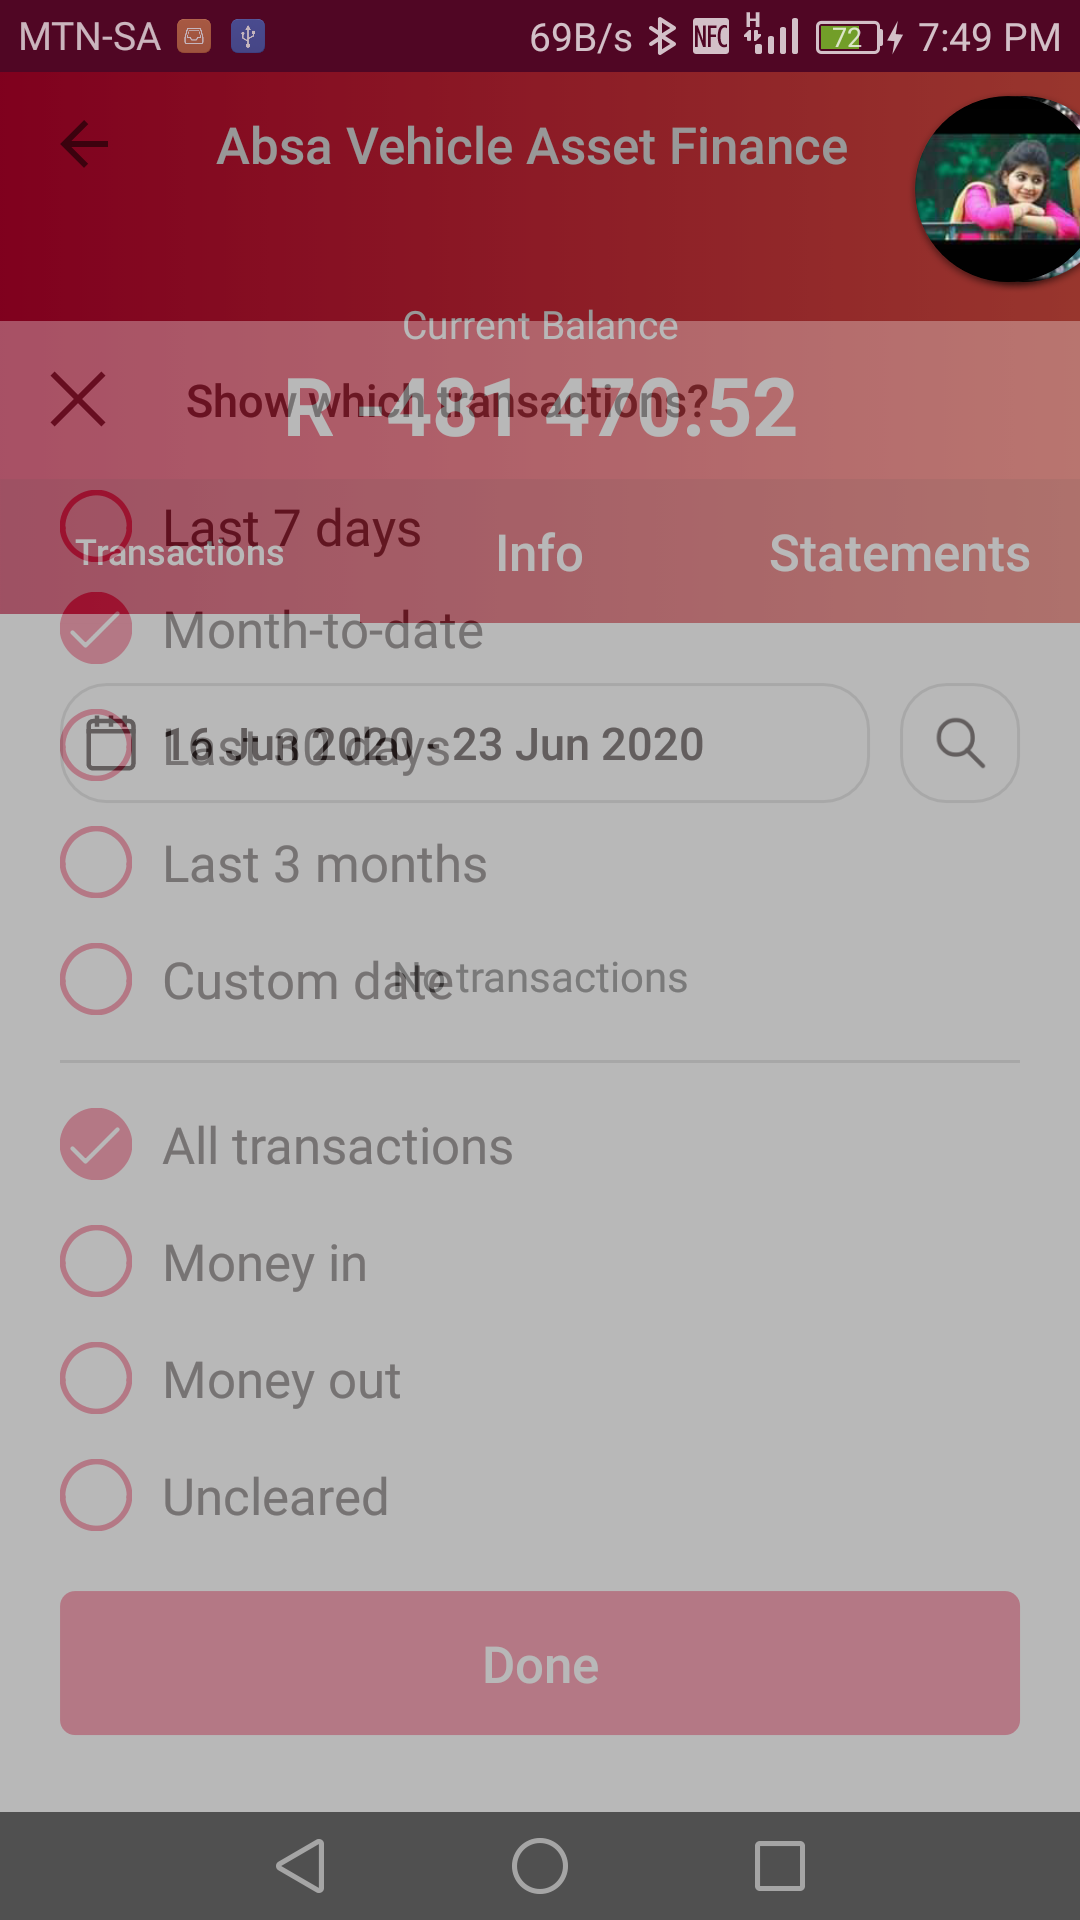 MTN-SA 69B/s NFC H 72 7:49 PM
Absa Vehicle Asset Finance
Current Balance
R -481 470.52
Show which transactions?
Last 7 days
Transactions Info Statements
Month-to-date
16 Jun 2020 - 23 Jun 2020
Last 30 days
Last 3 months
Custom date
No transactions
All transactions
Money in
Money out
Uncleared
Done